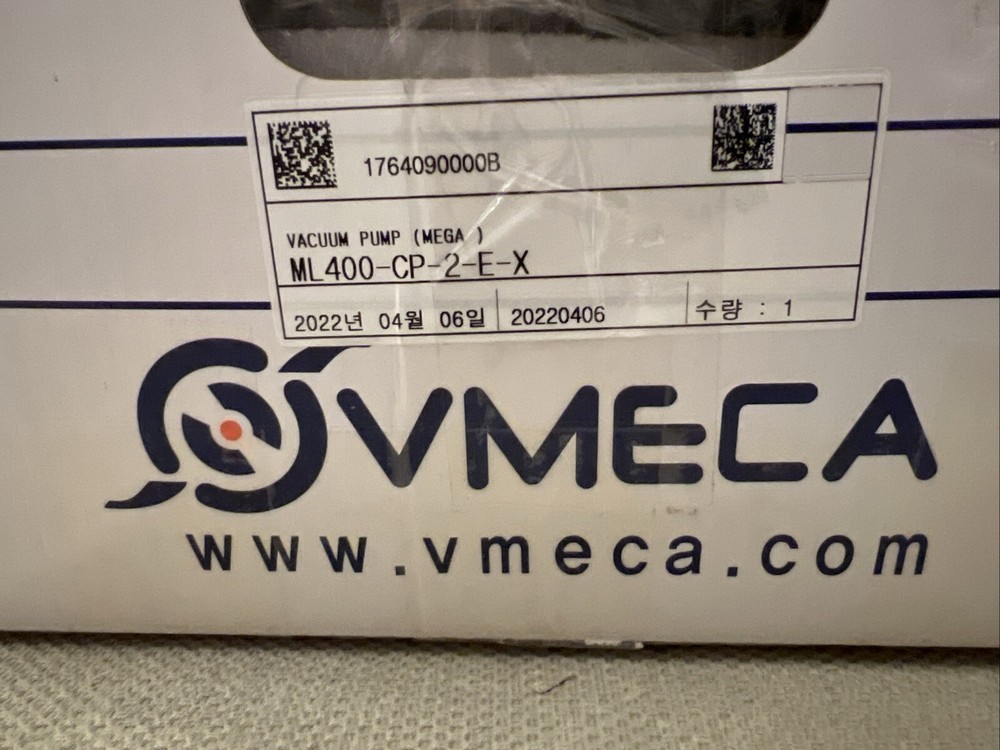 1764090000B
VACUUM PUMP (MEGA )
ML400-CP-2-E-X
2022년 04월 06일 20220406 수량 : 1
VMECA
www.vmeca.com